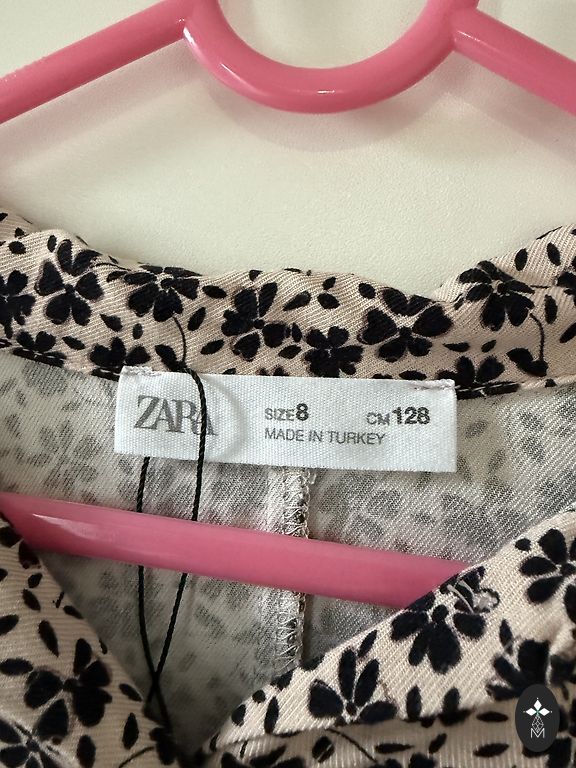 ZARA
SIZE 8 CM 128
MADE IN TURKEY
M